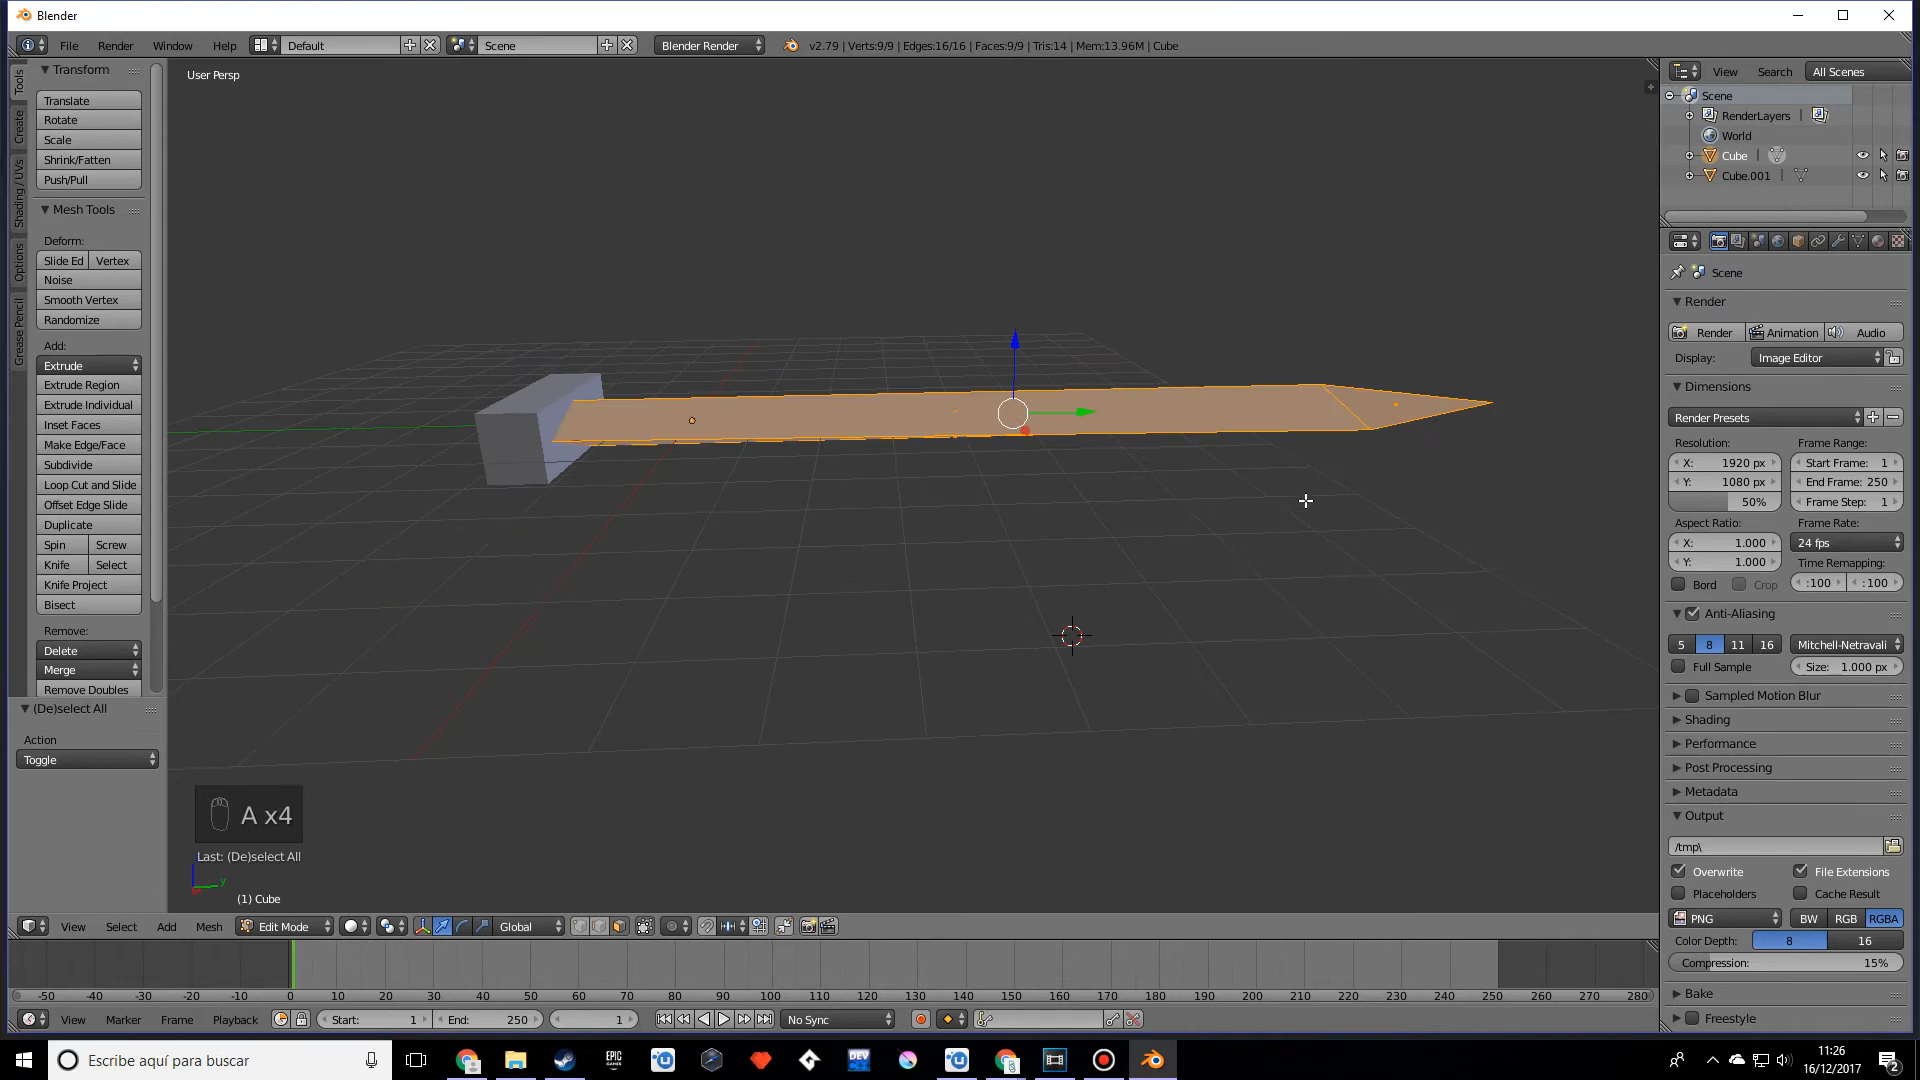 Blender
File Render Window Help Default Scene Blender Render v2.79 | Verts:9/9 | Edges:16/16 | Faces:9/9 | Tris:14 | Mem:13.96M | Cube
User Persp
Tools
Create
Shading / UVs
Options
Grease Pencil
Transform
Translate
Rotate
Scale
Shrink/Fatten
Push/Pull
Mesh Tools
Deform:
Slide Ed Vertex
Noise
Smooth Vertex
Randomize
Add:
Extrude
Extrude Region
Extrude Individual
Inset Faces
Make Edge/Face
Subdivide
Loop Cut and Slide
Offset Edge Slide
Duplicate
Spin Screw
Knife Select
Knife Project
Bisect
Remove:
Delete
Merge
Remove Doubles
(De)select All
Action
Toggle
A x4
Last: (De)select All
y
(1) Cube
View Search All Scenes
Scene
RenderLayers |
World
Cube |
Cube.001 |
Scene
Render
Render Animation Audio
Display: Image Editor
Dimensions
Render Presets
Resolution: Frame Range:
X: 1920 px Start Frame: 1
Y: 1080 px End Frame: 250
50% Frame Step: 1
Aspect Ratio: Frame Rate:
X: 1.000 24 fps
Y: 1.000 Time Remapping:
Bord Crop :100 :100
Anti-Aliasing
5 8 11 16 Mitchell-Netravali
Full Sample Size: 1.000 px
Sampled Motion Blur
Shading
Performance
Post Processing
Metadata
Output
/tmp\
Overwrite File Extensions
Placeholders Cache Result
PNG BW RGB RGBA
Color Depth: 8 16
Compression: 15%
Bake
Freestyle
View Select Add Mesh Edit Mode Global
-50 -40 -30 -20 -10 0 10 20 30 40 50 60 70 80 90 100 110 120 130 140 150 160 170 180 190 200 210 220 230 240 250 260 270 280
View Marker Frame Playback Start: 1 End: 250 1 No Sync
Escribe aquí para buscar
EPIC
GAMES
DEV
11:26
16/12/2017
2